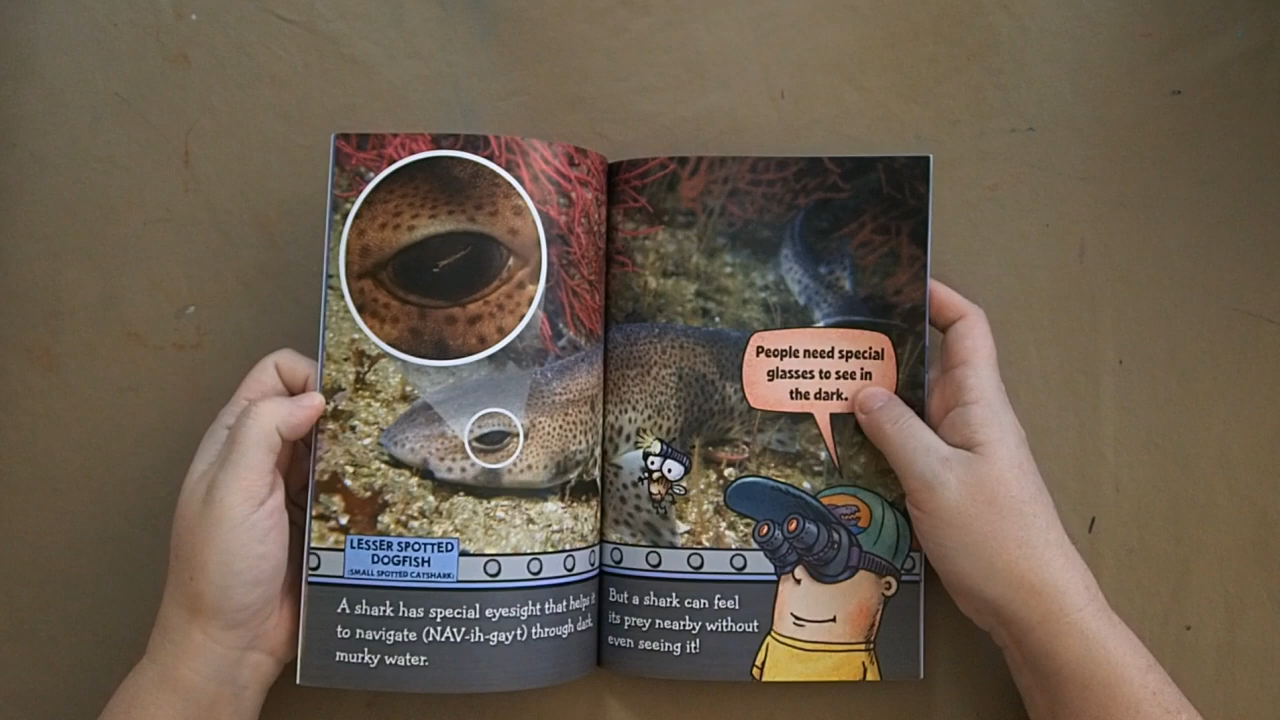 LESSER SPOTTED
DOGFISH
(SMALL SPOTTED CATSHARK)
A shark has special eyesight that helps it
to navigate (NAV-ih-gayt) through dark,
murky water.
People need special
glasses to see in
the dark.
But a shark can feel
its prey nearby without
even seeing it!